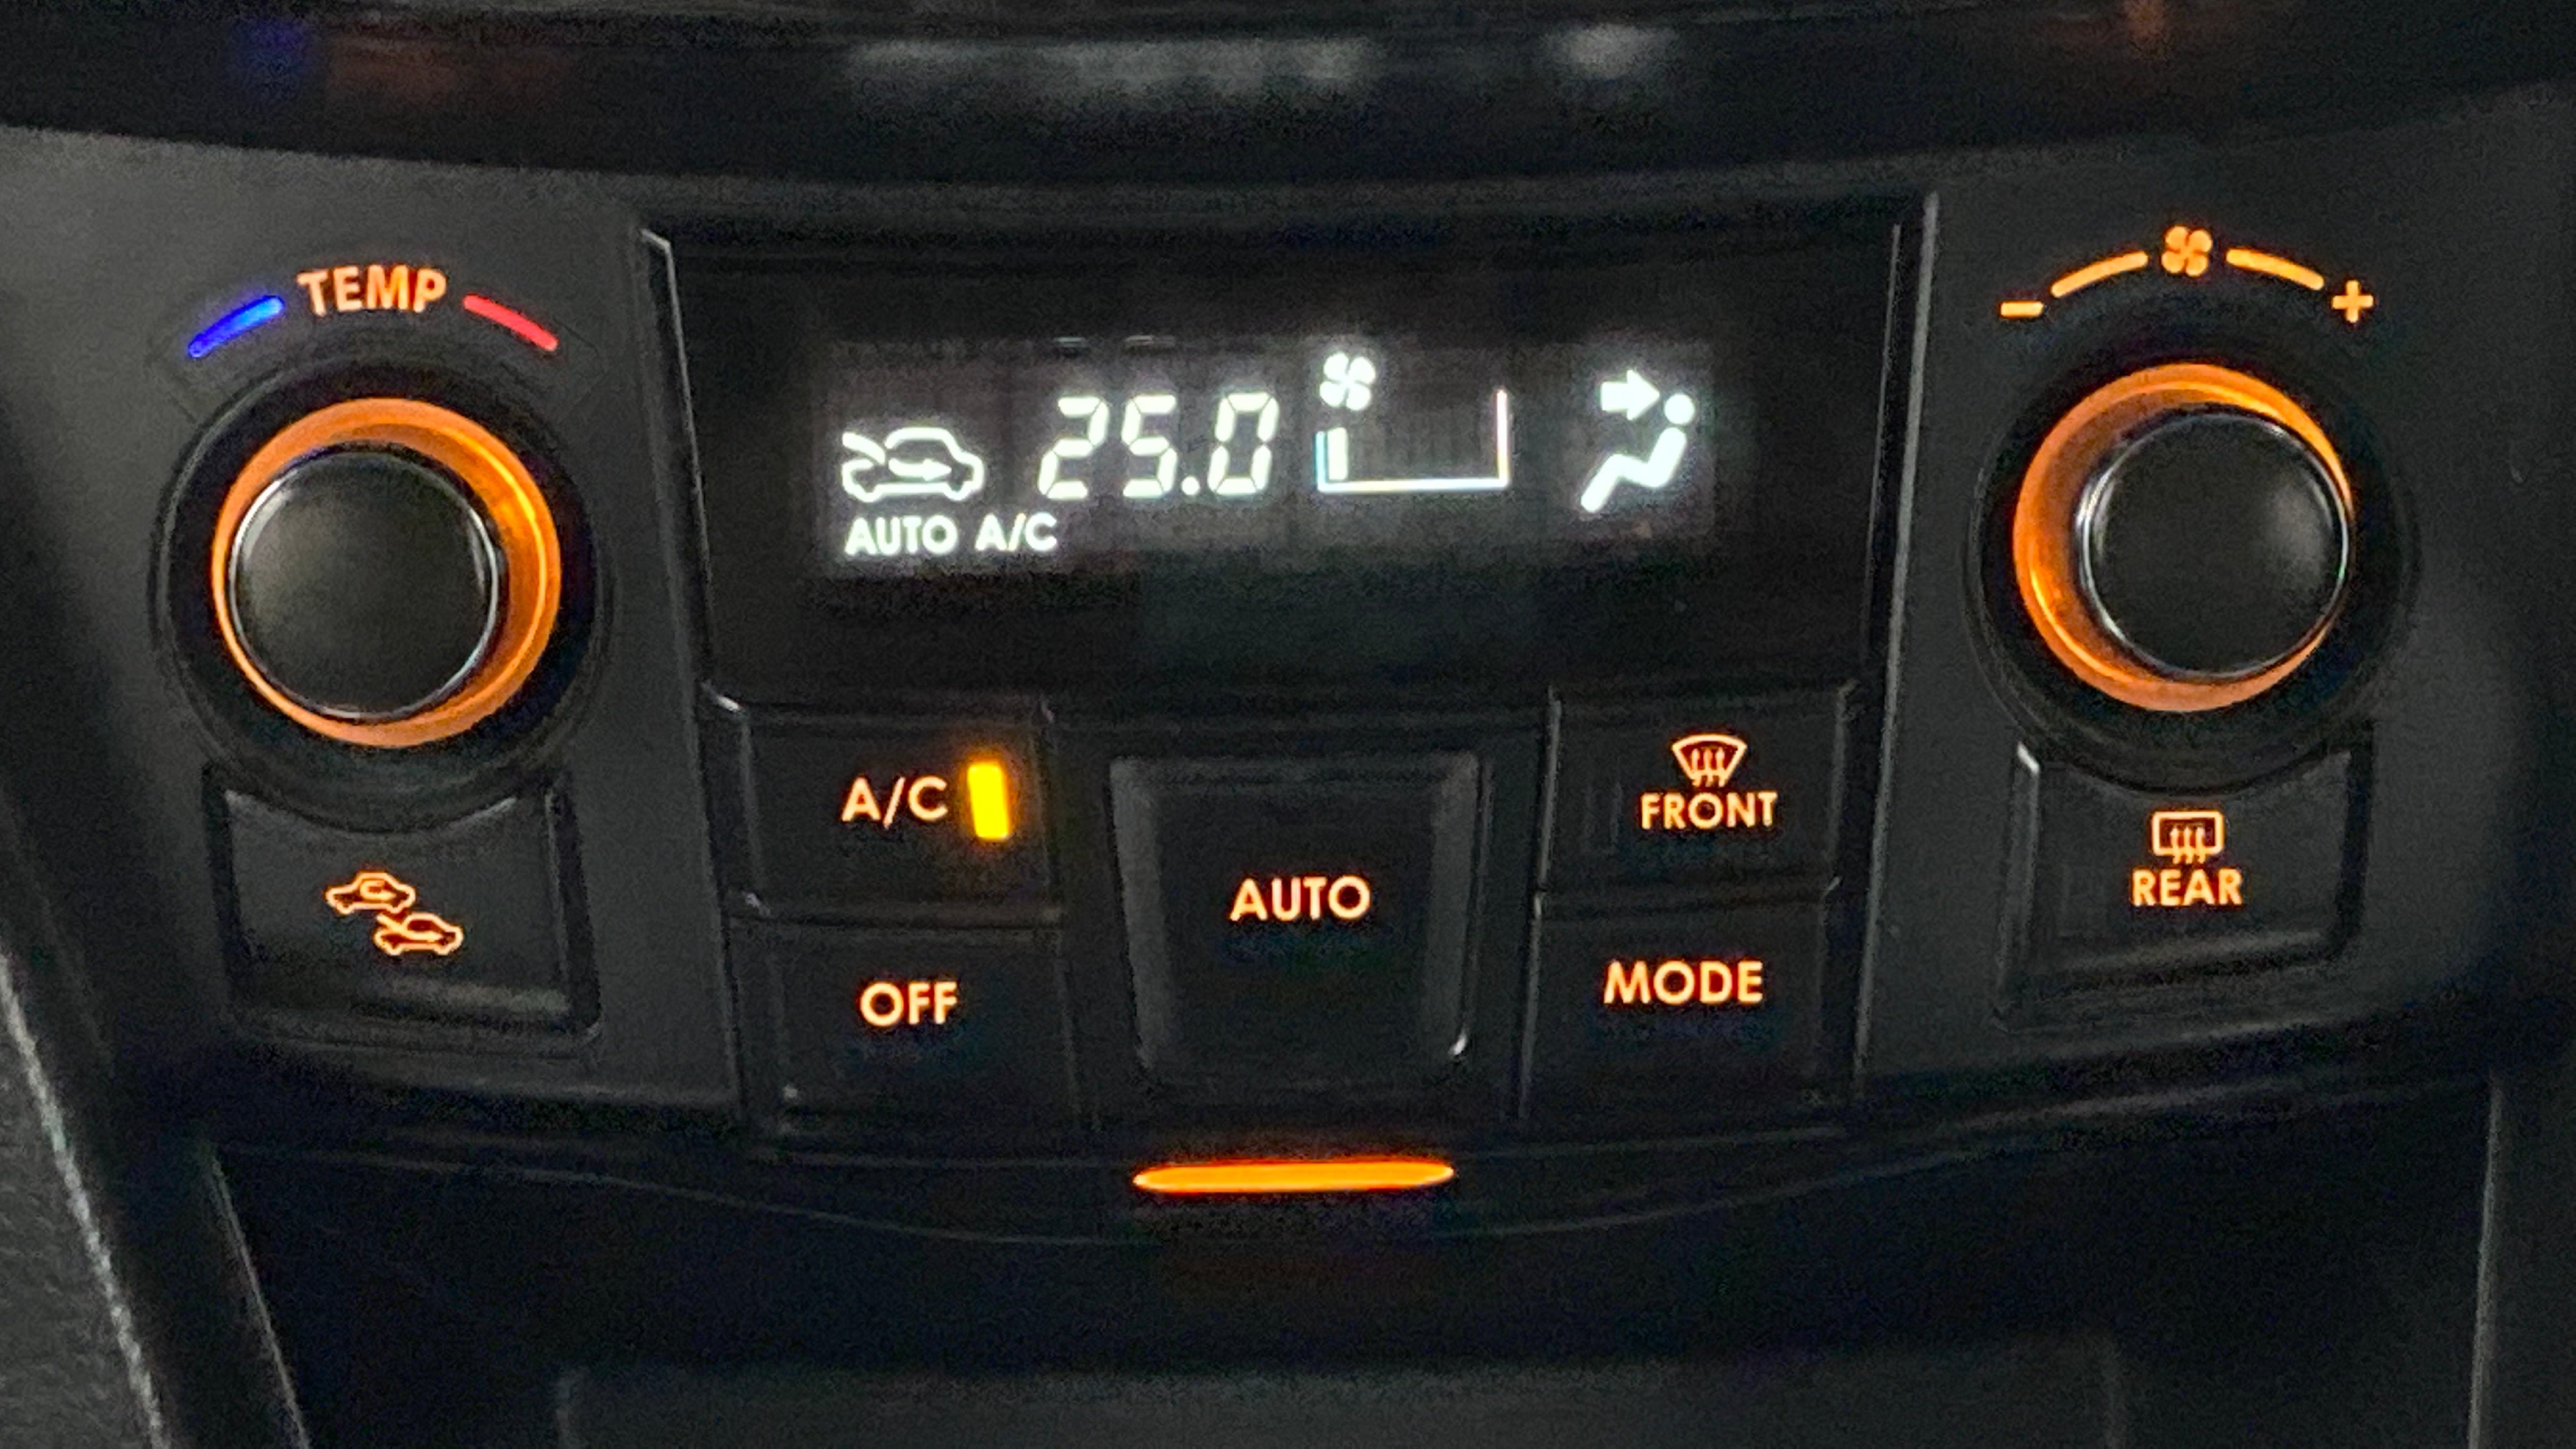 TEMP
- +
25.0
AUTO A/C
A/C
FRONT
AUTO
REAR
OFF
MODE